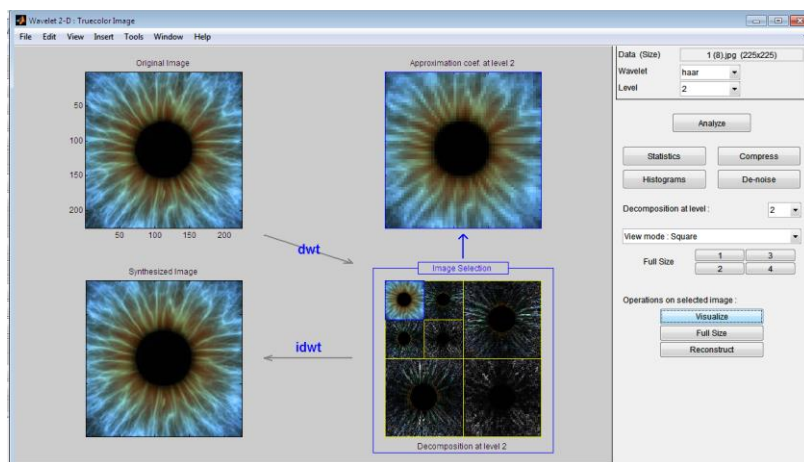 Wavelet 2-D : Truecolor Image
File Edit View Insert Tools Window Help
Original Image
50
100
150
200
50 100 150 200
Approximation coef. at level 2
dwt
Synthesized Image
idwt
Image Selection
Decomposition at level 2
Data (Size) 1 (8).jpg (225x225)
Wavelet haar
Level 2
Analyze
Statistics Compress
Histograms De-noise
Decomposition at level : 2
View mode : Square
Full Size 1 3
2 4
Operations on selected image :
Visualize
Full Size
Reconstruct